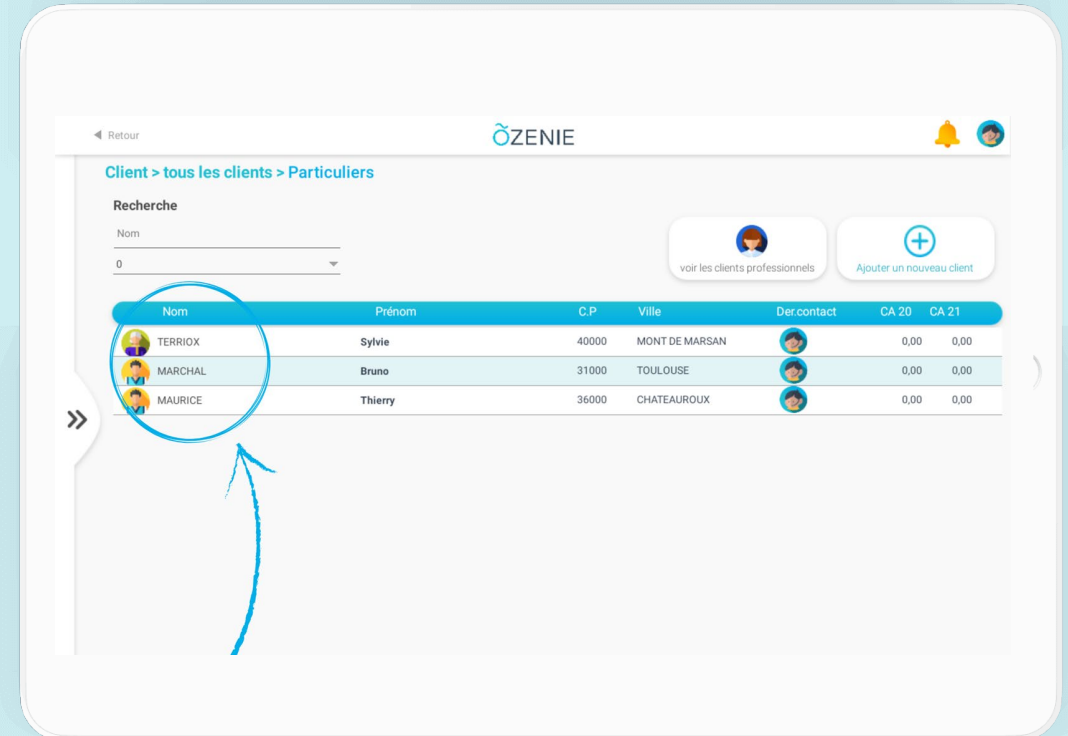 Retour
ÕZENIE
Client > tous les clients > Particuliers
Recherche
Nom
0
voir les clients professionnels
Ajouter un nouveau client
Nom Prénom C.P Ville Der.contact CA 20 CA 21
TERRIOX Sylvie 40000 MONT DE MARSAN 0,00 0,00
MARCHAL Bruno 31000 TOULOUSE 0,00 0,00
MAURICE Thierry 36000 CHATEAUROUX 0,00 0,00